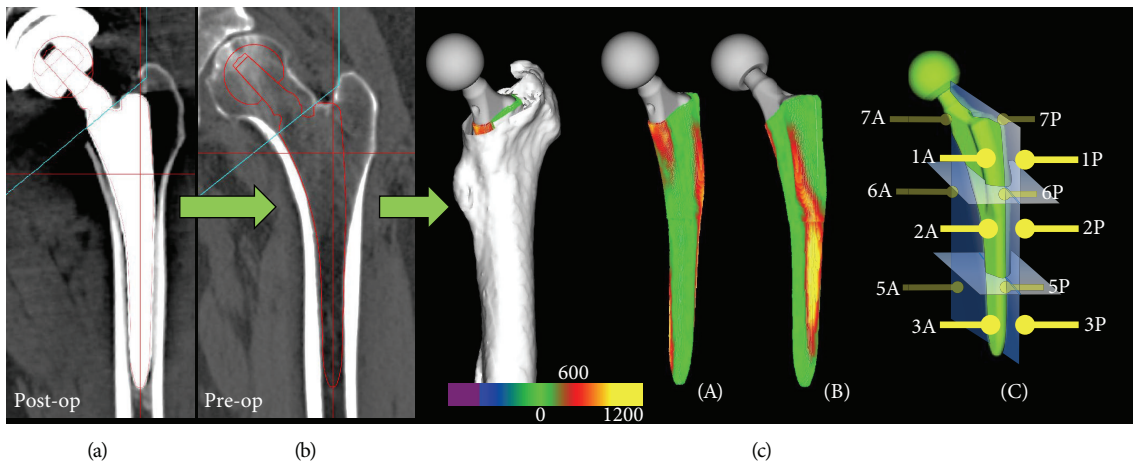 7A
7P
1A
1P
6A
6P
2A
2P
5A
5P
3A
3P
600
0
1200
Post-op
Pre-op
(A)
(B)
(C)
(a)
(b)
(c)